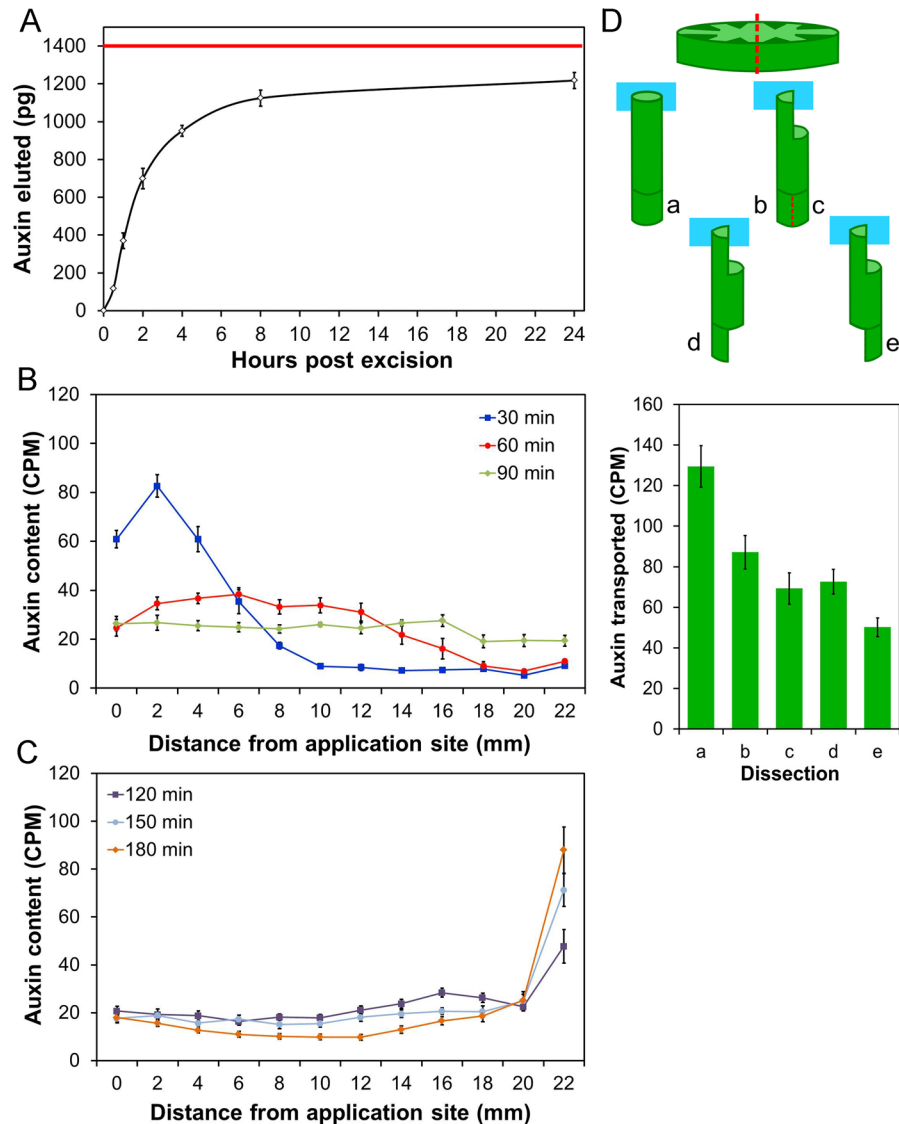 A
1400
1200
1000
800
600
400
200
0
Auxin eluted (pg)
0 2 4 6 8 10 12 14 16 18 20 22 24
Hours post excision
B
120
100
80
60
40
20
0
Auxin content (CPM)
30 min
60 min
90 min
0 2 4 6 8 10 12 14 16 18 20 22
Distance from application site (mm)
C
120
100
80
60
40
20
0
Auxin content (CPM)
120 min
150 min
180 min
0 2 4 6 8 10 12 14 16 18 20 22
Distance from application site (mm)
D
a b c
d e
160
140
120
100
80
60
40
20
0
Auxin transported (CPM)
a b c d e
Dissection